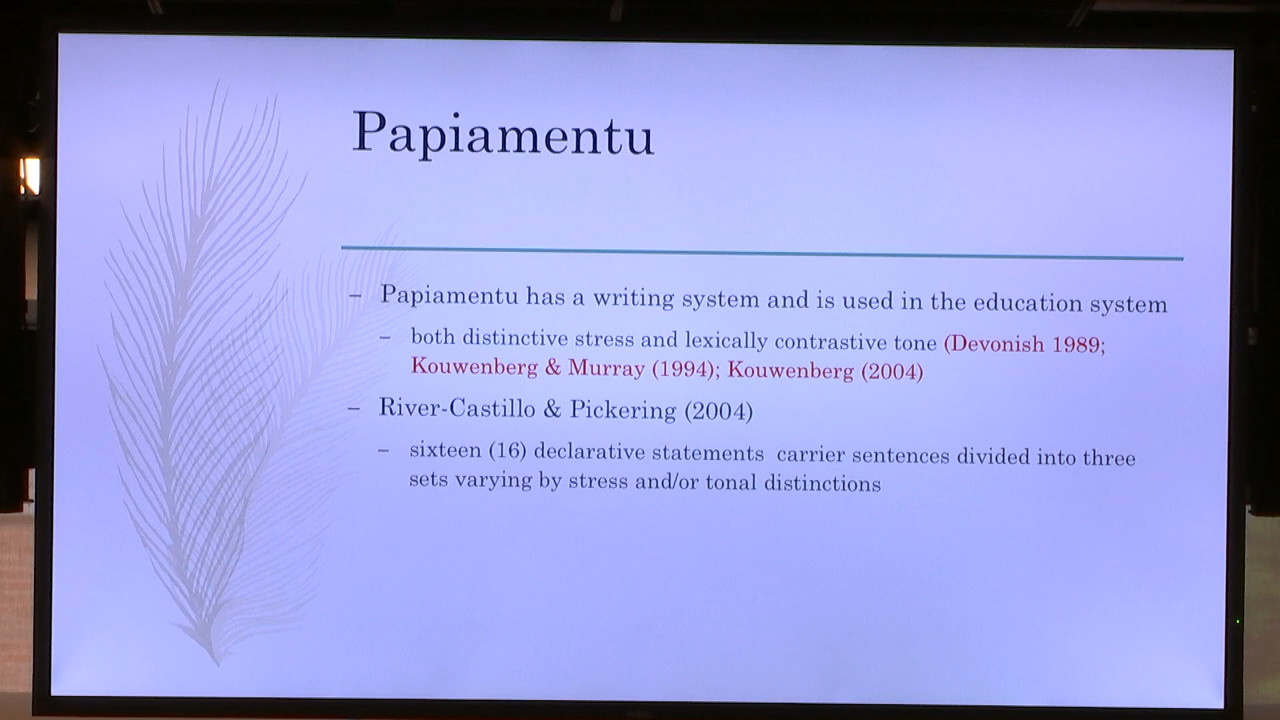 Papiamentu
– Papiamentu has a writing system and is used in the education system
– both distinctive stress and lexically contrastive tone (Devonish 1989;
Kouwenberg & Murray (1994); Kouwenberg (2004)
– River-Castillo & Pickering (2004)
– sixteen (16) declarative statements  carrier sentences divided into three
sets varying by stress and/or tonal distinctions